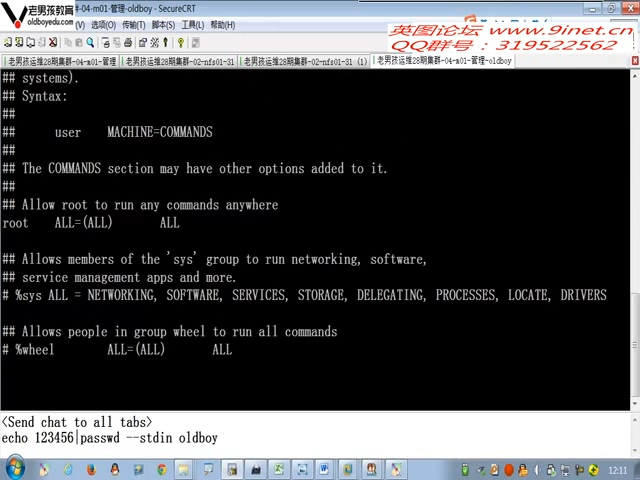 老男孩教育
oldboyedu.com
#-04-m01-管理-oldboy - SecureCRT
(V) 选项(O) 传输(T) 脚本(S) 工具(L) 帮助(H)
英图论坛 www.9inet.cn
QQ群号：319522562
老男孩运维28期集群-04-m01-管理
老男孩运维28期集群-02-nfs01-31
老男孩运维28期集群-02-nfs01-31 (1)
老男孩运维28期集群-04-m01-管理-oldboy
## systems).
## Syntax:
##
## user MACHINE=COMMANDS
##
## The COMMANDS section may have other options added to it.
##
## Allow root to run any commands anywhere
root ALL=(ALL) ALL
## Allows members of the 'sys' group to run networking, software,
## service management apps and more.
# %sys ALL = NETWORKING, SOFTWARE, SERVICES, STORAGE, DELEGATING, PROCESSES, LOCATE, DRIVERS
## Allows people in group wheel to run all commands
# %wheel ALL=(ALL) ALL
<Send chat to all tabs>
echo 123456|passwd --stdin oldboy
12:11